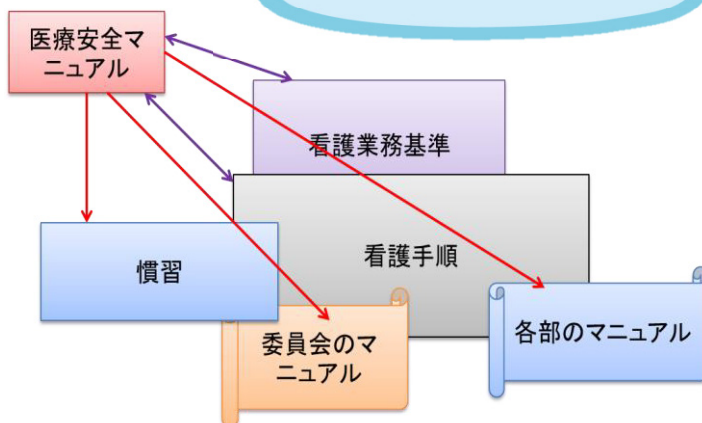 医療安全マ
ニュアル
看護業務基準
看護手順
慣習
委員会のマ
ニュアル
各部のマニュアル